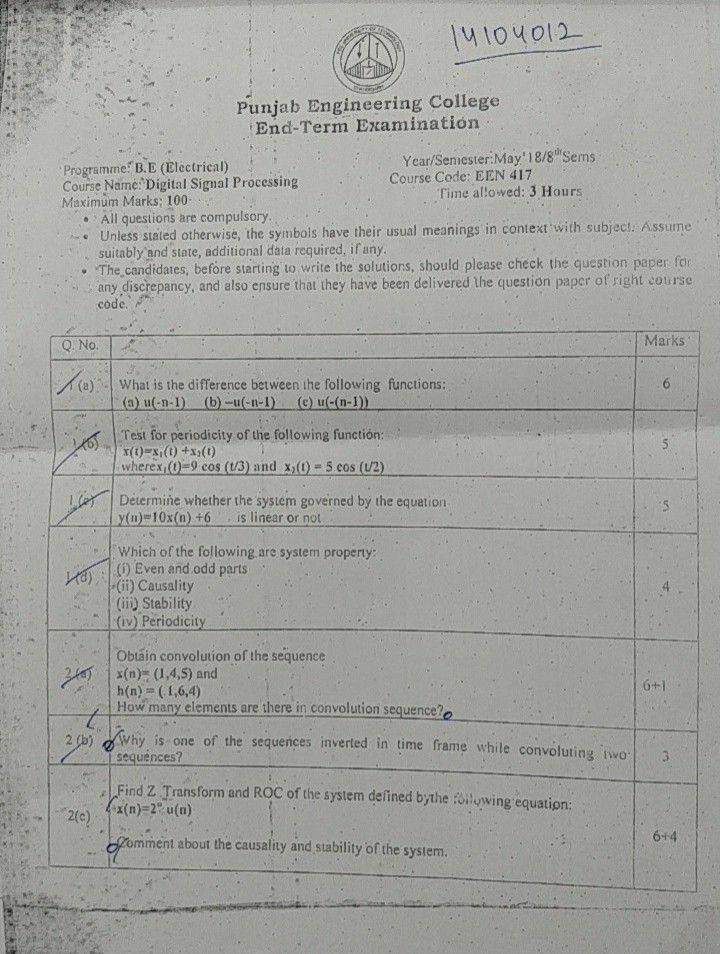 14104012
Punjab Engineering College
End-Term Examination
Programme: B.E (Electrical)
Year/Semester:May'18/8th Sems
Course Name: Digital Signal Processing
Course Code: EEN 417
Maximum Marks: 100
Time allowed: 3 Hours
• All questions are compulsory.
• Unless stated otherwise, the symbols have their usual meanings in context with subject. Assume
suitably and state, additional data required, if any.
• The candidates, before starting to write the solutions, should please check the question paper for
any discrepancy, and also ensure that they have been delivered the question paper of right course
code.
Q. No.
Marks
1 (a)
What is the difference between the following functions:
(a) u(-n-1) (b) –u(-n-1) (c) u(-(n-1))
6
1 (b)
Test for periodicity of the following function:
x(t)=x₁(t) +x₂(t)
wherex₁(t)=9 cos (t/3) and x₂(t) = 5 cos (t/2)
5
1 (c)
Determine whether the system governed by the equation
y(n)=10x(n) +6 is linear or not
5
1(d)
Which of the following are system property:
(i) Even and odd parts
(ii) Causality
(iii) Stability
(iv) Periodicity
4
2 (a)
Obtain convolution of the sequence
x(n)= (1,4,5) and
h(n) = (1,6,4)
How many elements are there in convolution sequence?
6+1
2 (b)
Why is one of the sequences inverted in time frame while convoluting two
sequences?
3
2(c)
Find Z Transform and ROC of the system defined bythe following equation:
x(n)=2ⁿ u(n)
Comment about the causality and stability of the system.
6+4